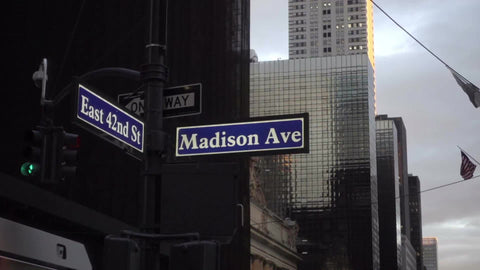 East 42nd St
ONE WAY
Madison Ave